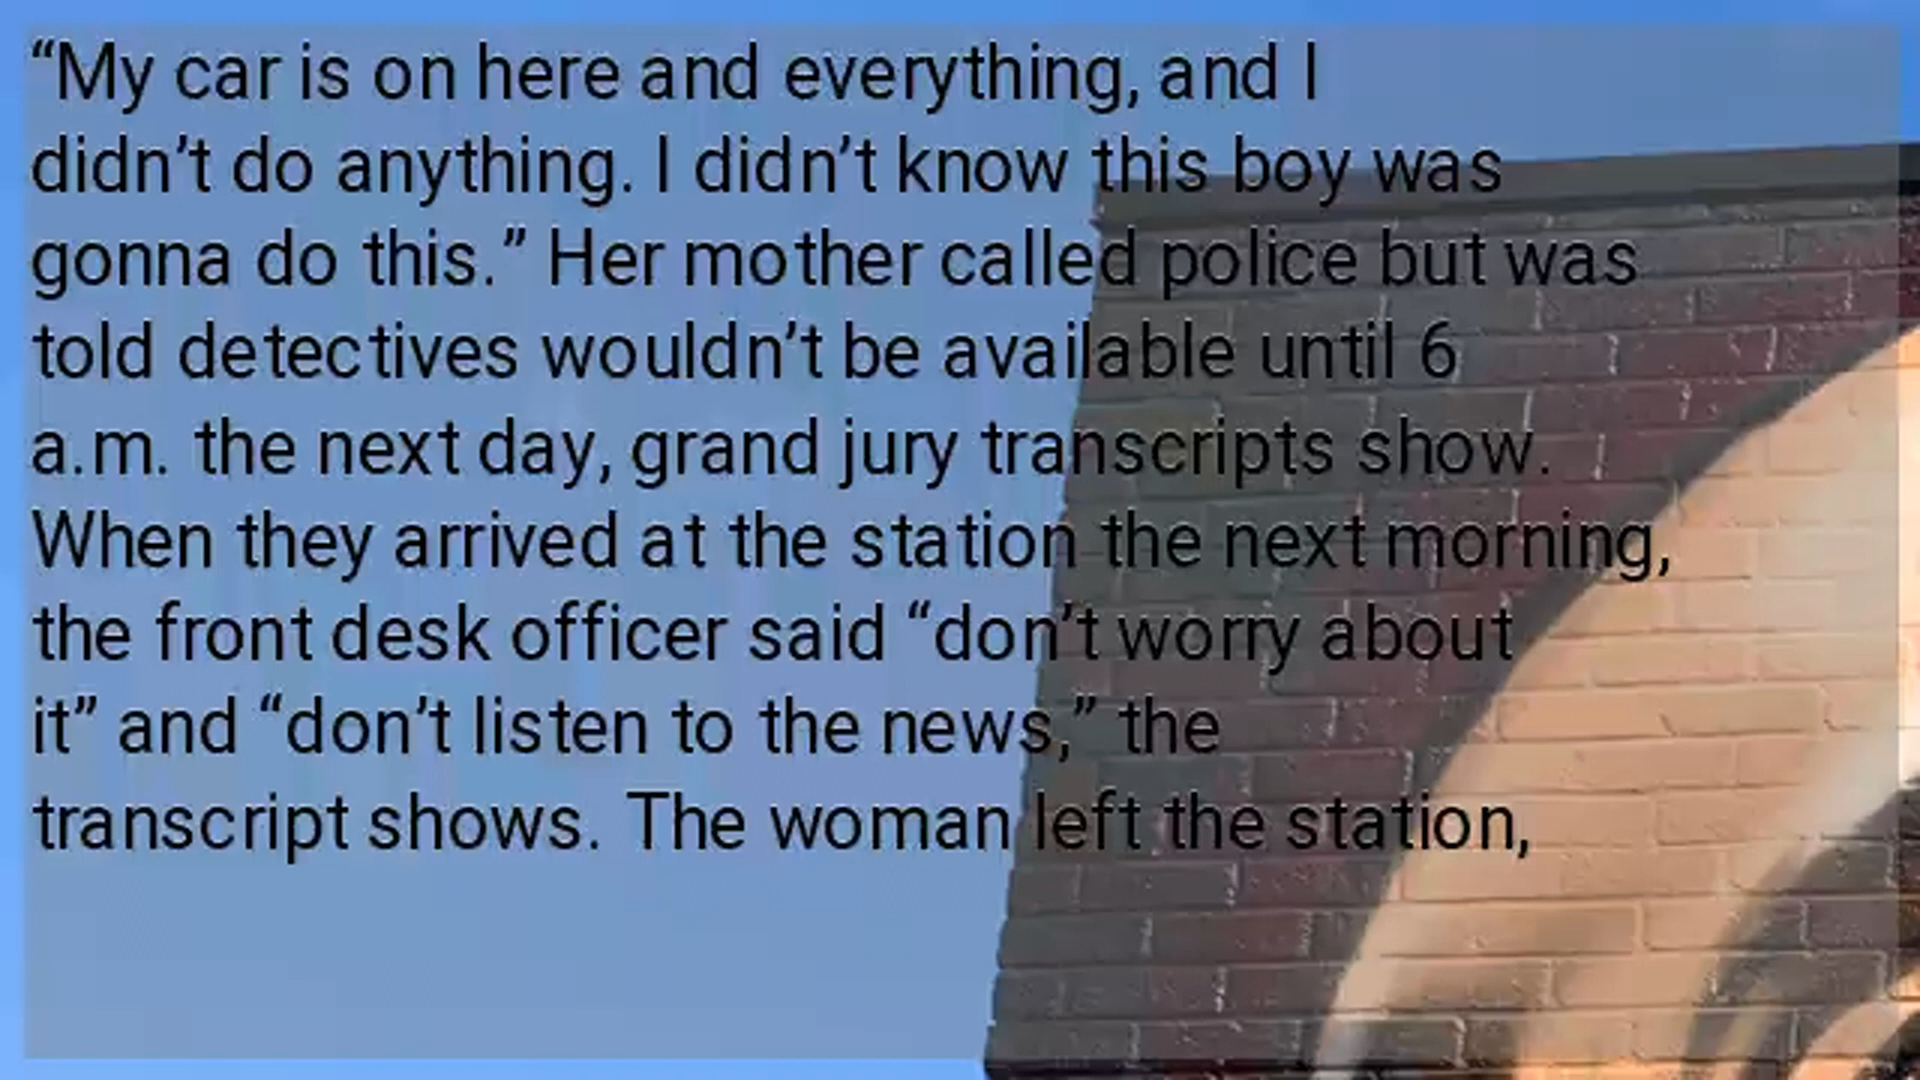 “My car is on here and everything, and I
didn’t do anything. I didn’t know this boy was
gonna do this.” Her mother called police but was
told detectives wouldn’t be available until 6
a.m. the next day, grand jury transcripts show.
When they arrived at the station the next morning,
the front desk officer said “don’t worry about
it” and “don’t listen to the news,” the
transcript shows. The woman left the station,